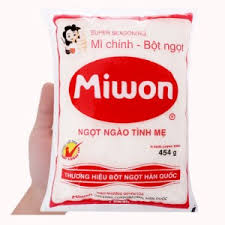 SUPER SEASONING
Mì chính - Bột ngọt
Miwon
®
NGỌT NGÀO TÌNH MẸ
454 g
THƯƠNG HIỆU BỘT NGỌT HÀN QUỐC